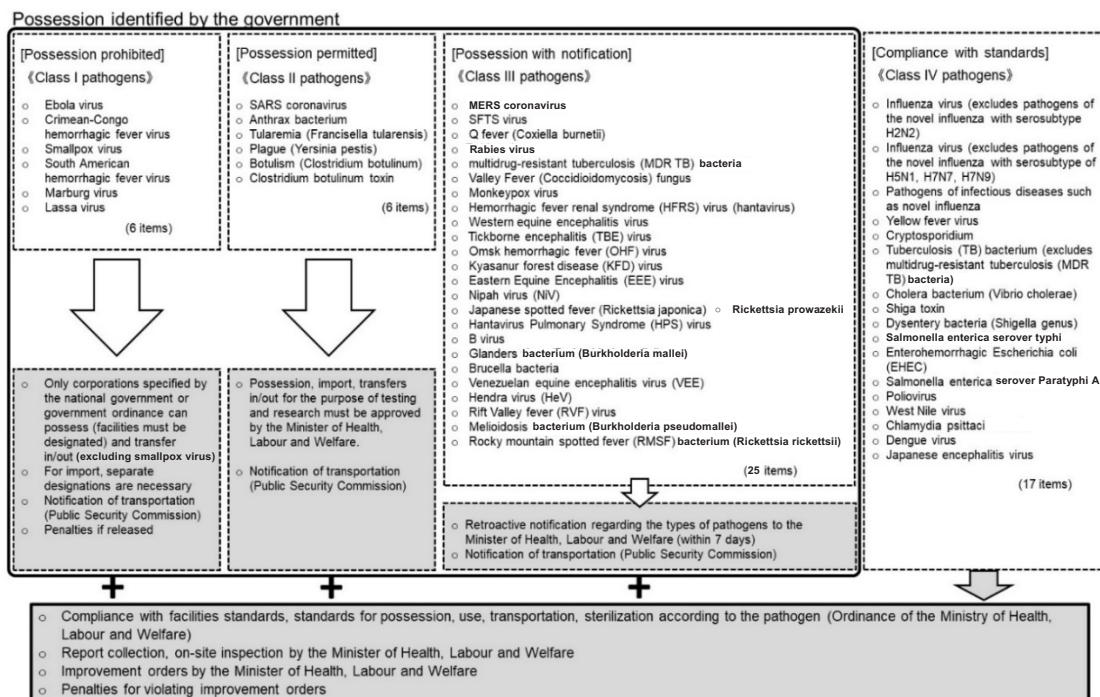 Possession identified by the government
[Possession prohibited]
《Class I pathogens》
○ Ebola virus
○ Crimean-Congo
hemorrhagic fever virus
○ Smallpox virus
○ South American
hemorrhagic fever virus
○ Marburg virus
○ Lassa virus
(6 items)
○ Only corporations specified by
the national government or
government ordinance can
possess (facilities must be
designated) and transfer
in/out (excluding smallpox virus)
○ For import, separate
designations are necessary
○ Notification of transportation
(Public Security Commission)
○ Penalties if released
[Possession permitted]
《Class II pathogens》
○ SARS coronavirus
○ Anthrax bacterium
○ Tularemia (Francisella tularensis)
○ Plague (Yersinia pestis)
○ Botulism (Clostridium botulinum)
○ Clostridium botulinum toxin
(6 items)
○ Possession, import, transfers
in/out for the purpose of testing
and research must be approved
by the Minister of Health,
Labour and Welfare.
○ Notification of transportation
(Public Security Commission)
[Possession with notification]
《Class III pathogens》
○ MERS coronavirus
○ SFTS virus
○ Q fever (Coxiella burnetii)
○ Rabies virus
○ multidrug-resistant tuberculosis (MDR TB) bacteria
○ Valley Fever (Coccidioidomycosis) fungus
○ Monkeypox virus
○ Hemorrhagic fever renal syndrome (HFRS) virus (hantavirus)
○ Western equine encephalitis virus
○ Tickborne encephalitis (TBE) virus
○ Omsk hemorrhagic fever (OHF) virus
○ Kyasanur forest disease (KFD) virus
○ Eastern Equine Encephalitis (EEE) virus
○ Nipah virus (NiV)
○ Japanese spotted fever (Rickettsia japonica) ○ Rickettsia prowazekii
○ Hantavirus Pulmonary Syndrome (HPS) virus
○ B virus
○ Glanders bacterium (Burkholderia mallei)
○ Brucella bacteria
○ Venezuelan equine encephalitis virus (VEE)
○ Hendra virus (HeV)
○ Rift Valley fever (RVF) virus
○ Melioidosis bacterium (Burkholderia pseudomallei)
○ Rocky mountain spotted fever (RMSF) bacterium (Rickettsia rickettsii)
(25 items)
○ Retroactive notification regarding the types of pathogens to the
Minister of Health, Labour and Welfare (within 7 days)
○ Notification of transportation (Public Security Commission)
[Compliance with standards]
《Class IV pathogens》
○ Influenza virus (excludes pathogens of
the novel influenza with serosubtype
H2N2)
○ Influenza virus (excludes pathogens of
the novel influenza with serosubtype of
H5N1, H7N7, H7N9)
○ Pathogens of infectious diseases such
as novel influenza
○ Yellow fever virus
○ Cryptosporidium
○ Tuberculosis (TB) bacterium (excludes
multidrug-resistant tuberculosis (MDR
TB) bacteria)
○ Cholera bacterium (Vibrio cholerae)
○ Shiga toxin
○ Dysentery bacteria (Shigella genus)
○ Salmonella enterica serover typhi
○ Enterohemorrhagic Escherichia coli
(EHEC)
○ Salmonella enterica serover Paratyphi A
○ Poliovirus
○ West Nile virus
○ Chlamydia psittaci
○ Dengue virus
○ Japanese encephalitis virus
(17 items)
+ + +
○ Compliance with facilities standards, standards for possession, use, transportation, sterilization according to the pathogen (Ordinance of the Ministry of Health,
Labour and Welfare)
○ Report collection, on-site inspection by the Minister of Health, Labour and Welfare
○ Improvement orders by the Minister of Health, Labour and Welfare
○ Penalties for violating improvement orders